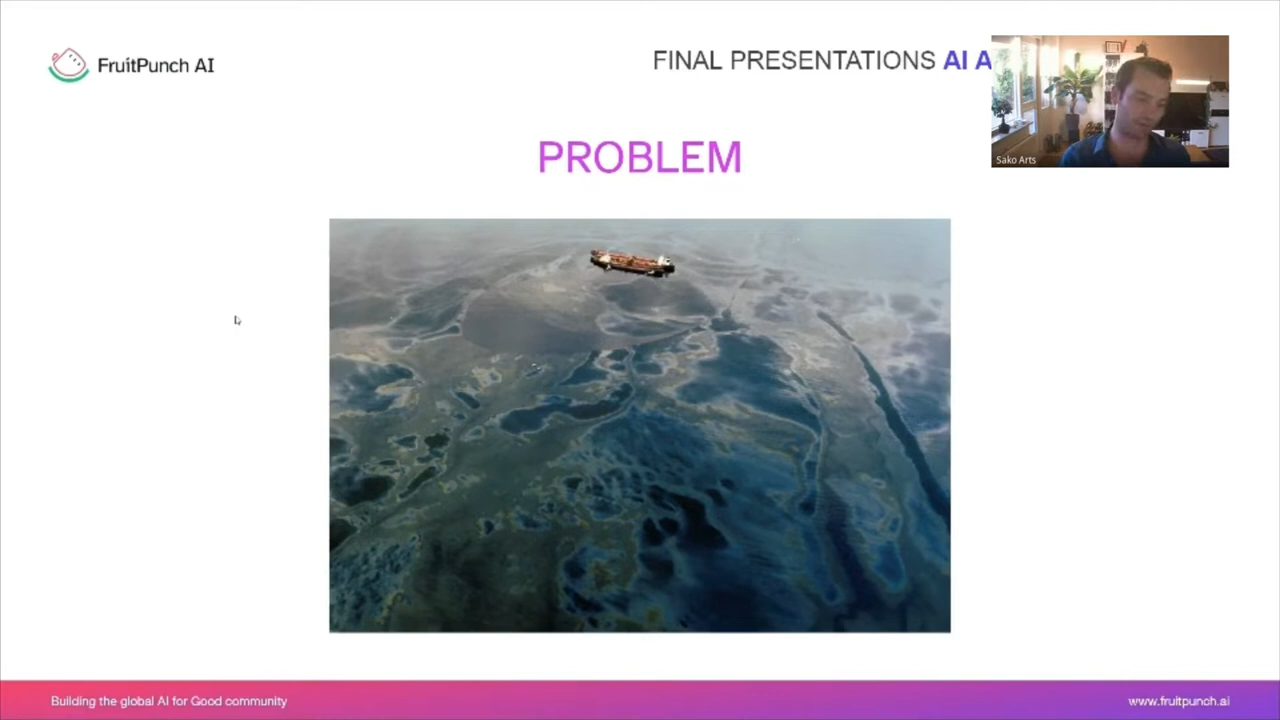 FruitPunch AI
FINAL PRESENTATIONS AI A
Sako Arts
PROBLEM
Building the global AI for Good community
www.fruitpunch.ai